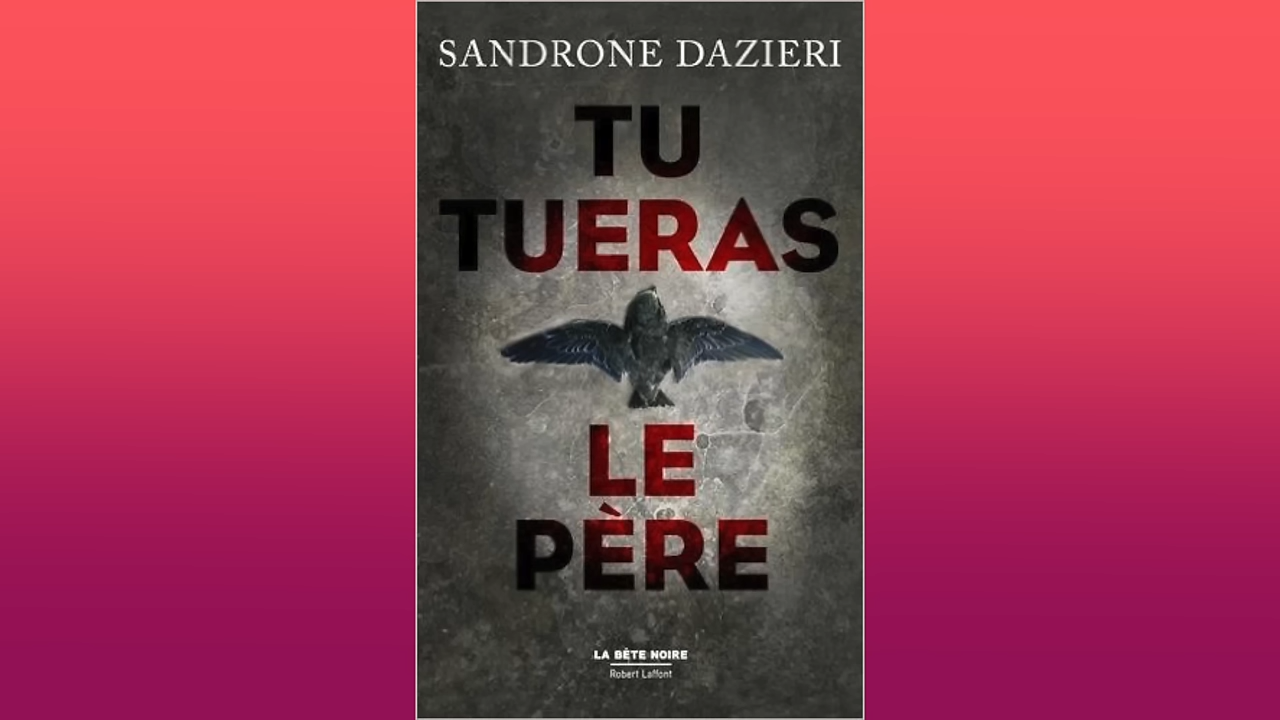 SANDRONE DAZIERI
TU
TUERAS
LE
PÈRE
LA BÊTE NOIRE
Robert Laffont